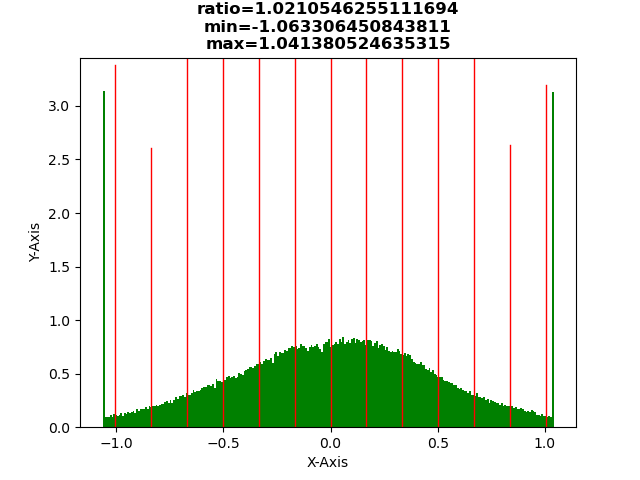 ratio=1.0210546255111694
min=-1.063306450843811
max=1.041380524635315
3.0
2.5
2.0
1.5
1.0
0.5
0.0
Y-Axis
−1.0 −0.5 0.0 0.5 1.0
X-Axis